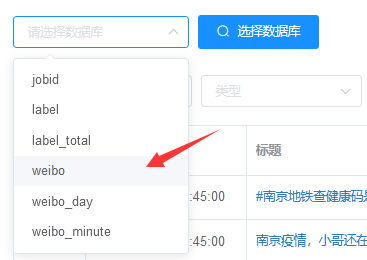 请选择数据库
选择数据库
jobid
类型
label
label_total
标题
weibo
:45:00
#南京地铁查健康码
weibo_day
weibo_minute
:45:00
南京疫情，小哥还在